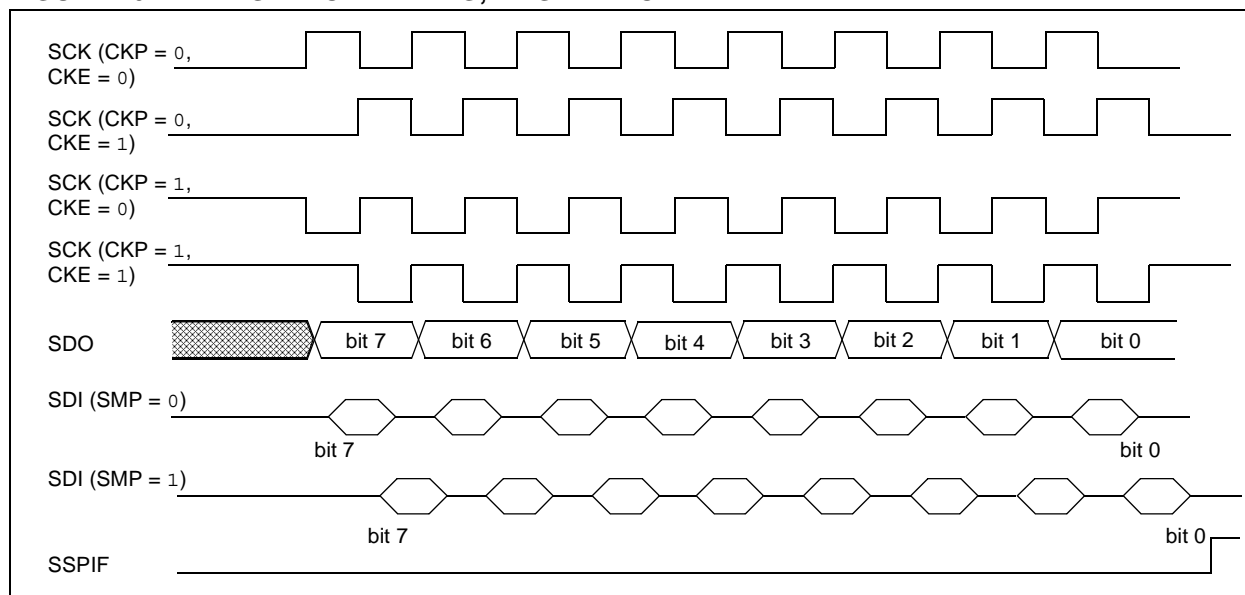 SCK (CKP = 0,
CKE = 0)
SCK (CKP = 0,
CKE = 1)
SCK (CKP = 1,
CKE = 0)
SCK (CKP = 1,
CKE = 1)
SDO bit 7 bit 6 bit 5 bit 4 bit 3 bit 2 bit 1 bit 0
SDI (SMP = 0)
bit 7 bit 0
SDI (SMP = 1)
bit 7 bit 0
SSPIF